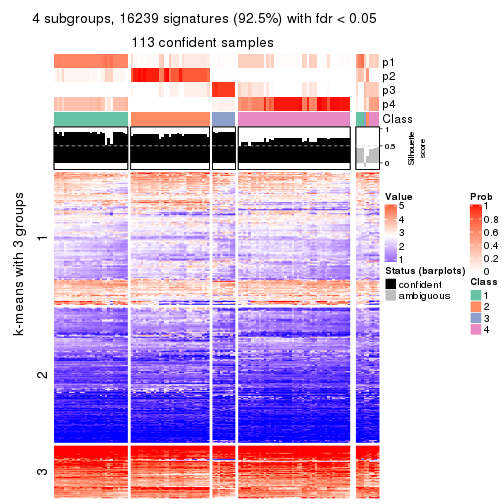 4 subgroups, 16239 signatures (92.5%) with fdr < 0.05
113 confident samples
p1
p2
p3
p4
Class
1
0.5
0
Silhouette
score
k-means with 3 groups
1
2
3
Value
5
4
3
2
1
Status (barplots)
confident
ambiguous
Prob
1
0.8
0.6
0.4
0.2
0
Class
1
2
3
4